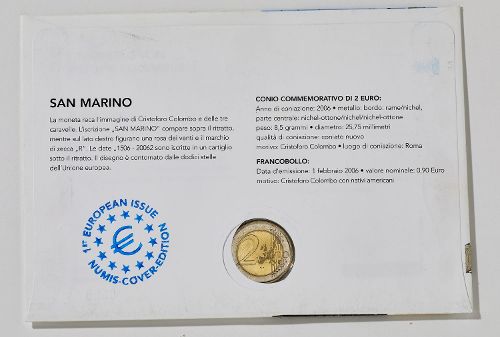 SAN MARINO
La moneta reca l'immagine di Cristoforo Colombo e delle tre
caravelle. L'iscrizione „SAN MARINO" compare sopra il ritratto,
mentre sul lato destro figurano una rosa dei venti e il marchio
di zecca „R". Le date „1506 - 20062 sono iscritte in un cartiglio
sotto il ritratto. Il disegno è contornato dalle dodici stelle
dell'Unione europea.
CONIO COMMEMORATIVO DI 2 EURO:
Anno di coniazione: 2006 • metallo: bordo: rame/nichel,
parte centrale: nichel-ottone/nichel/nichel-ottone
peso: 8,5 grammi • diametro: 25,75 millimetri
qualità di coniazione: coniato nuovo
motivo: Cristoforo Colombo • luogo di coniazione: Roma
FRANCOBOLLO:
Data d'emissione: 1 febbraio 2006 • valore nominale: 0,90 Euro
motivo: Cristoforo Colombo con nativi americani
1ST EUROPEAN ISSUE
€
NUMIS-COVER-EDITION
2